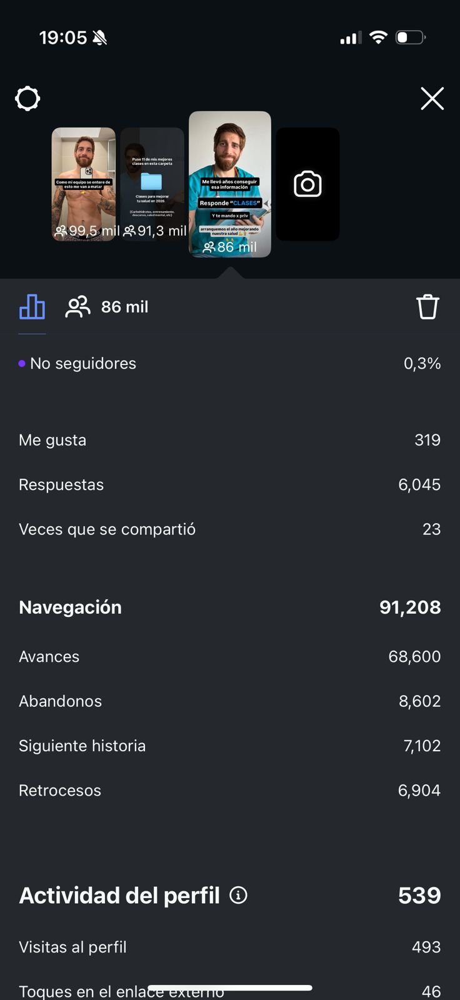 19:05
Como mi equipo se entere de
esto me van a matar
99,5 mil
Puse 11 de mis mejores
clases en esta carpeta
Clases para mejorar
tu salud en 2026
(Carbohidratos, entrenamiento,
descanso, salud mental, etc)
91,3 mil
Me llevó años conseguir
esa información
Responde "CLASES"
Y te mando x priv
arranquemos el año mejorando
nuestra salud
86 mil
86 mil
No seguidores 0,3%
Me gusta 319
Respuestas 6,045
Veces que se compartió 23
Navegación 91,208
Avances 68,600
Abandonos 8,602
Siguiente historia 7,102
Retrocesos 6,904
Actividad del perfil 539
Visitas al perfil 493
Toques en el enlace externo 46